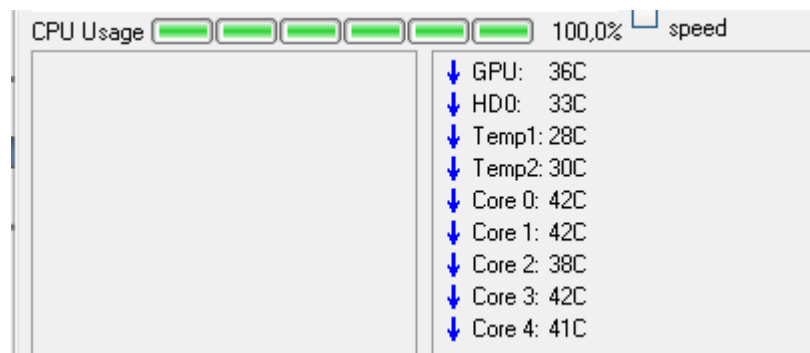 CPU Usage 100,0% speed
GPU: 36C
HD0: 33C
Temp1: 28C
Temp2: 30C
Core 0: 42C
Core 1: 42C
Core 2: 38C
Core 3: 42C
Core 4: 41C